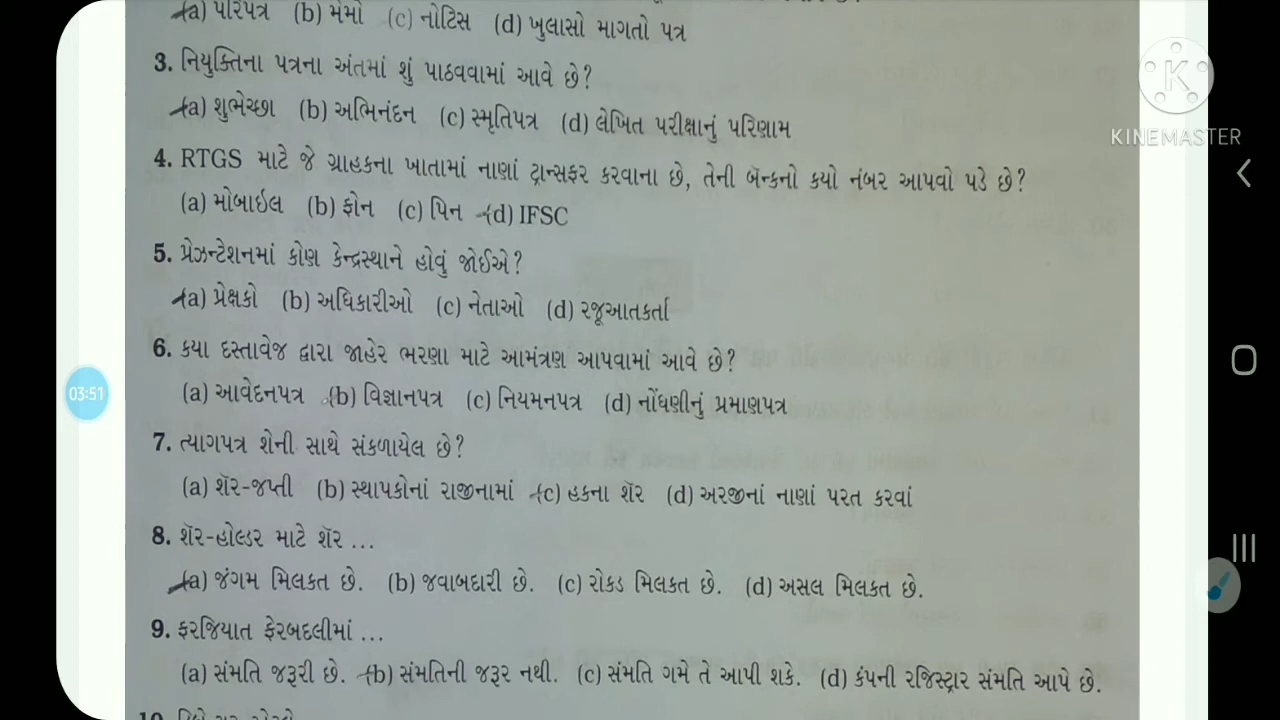 (a) પરિપત્ર (b) મેમો (c) નોટિસ (d) ખુલાસો માગતો પત્ર
3. નિયુક્તિના પત્રના અંતમાં શું પાઠવવામાં આવે છે?
(a) શુભેચ્છા (b) અભિનંદન (c) સ્મૃતિપત્ર (d) લેખિત પરીક્ષાનું પરિણામ
KINEMASTER
4. RTGS માટે જે ગ્રાહકના ખાતામાં નાણાં ટ્રાન્સફર કરવાના છે, તેની બૅન્કનો કયો નંબર આપવો પડે છે?
(a) મોબાઇલ (b) ફોન (c) પિન (d) IFSC
5. પ્રેઝન્ટેશનમાં કોણ કેન્દ્રસ્થાને હોવું જોઈએ?
(a) પ્રેક્ષકો (b) અધિકારીઓ (c) નેતાઓ (d) રજૂઆતકર્તા
6. કયા દસ્તાવેજ દ્વારા જાહેર ભરણા માટે આમંત્રણ આપવામાં આવે છે?
03:51
(a) આવેદનપત્ર (b) વિજ્ઞાનપત્ર (c) નિયમનપત્ર (d) નોંધણીનું પ્રમાણપત્ર
7. ત્યાગપત્ર શેની સાથે સંકળાયેલ છે?
(a) શૅર-જપ્તી (b) સ્થાપકોનાં રાજીનામાં (c) હકના શૅર (d) અરજીનાં નાણાં પરત કરવાં
8. શૅર-હોલ્ડર માટે શૅર ...
(a) જંગમ મિલકત છે. (b) જવાબદારી છે. (c) રોકડ મિલકત છે. (d) અસલ મિલકત છે.
9. ફરજિયાત ફેરબદલીમાં ...
(a) સંમતિ જરૂરી છે. (b) સંમતિની જરૂર નથી. (c) સંમતિ ગમે તે આપી શકે. (d) કંપની રજિસ્ટ્રાર સંમતિ આપે છે.